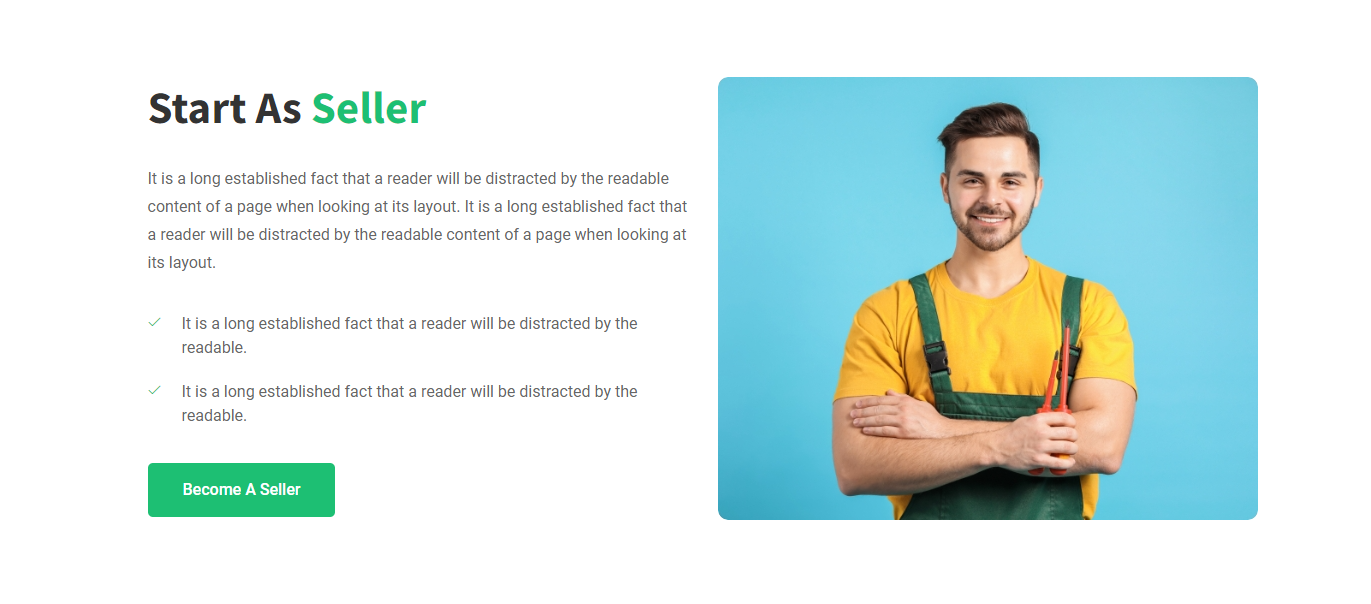 Start As Seller
It is a long established fact that a reader will be distracted by the readable
content of a page when looking at its layout. It is a long established fact that
a reader will be distracted by the readable content of a page when looking at
its layout.
It is a long established fact that a reader will be distracted by the
readable.
It is a long established fact that a reader will be distracted by the
readable.
Become A Seller